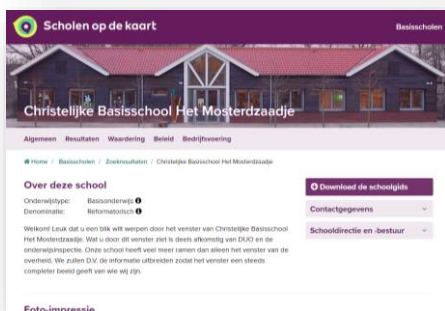 Scholen op de kaart
Basisscholen
Christelijke Basisschool Het Mosterdzaadje
Algemeen Resultaten Waardering Beleid Bedrijfsvoering
Home / Basisscholen / Zoekresultaten / Christelijke Basisschool Het Mosterdzaadje
Over deze school
Onderwijstype: Basisonderwijs
Denominatie: Reformatorisch
Welkom! Leuk dat u een blik wilt werpen door het venster van Christelijke Basisschool
Het Mosterdzaadje. Wat u door dit venster ziet is deels afkomstig van DUO en de
onderwijsinspectie. Onze school heeft veel meer ramen dan alleen het venster van de
overheid. We zullen D.V. de informatie uitbreiden zodat het venster een steeds
completer beeld geeft van wie wij zijn.
Download de schoolgids
Contactgegevens
Schooldirectie en -bestuur
Foto-impressie